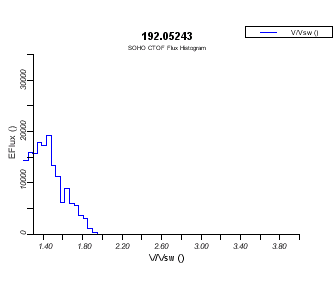 192.05243
SOHO CTOF Flux Histogram
V/Vsw ()
EFlux ()
0
10000
20000
30000
1.40 1.80 2.20 2.60 3.00 3.40 3.80
V/Vsw ()